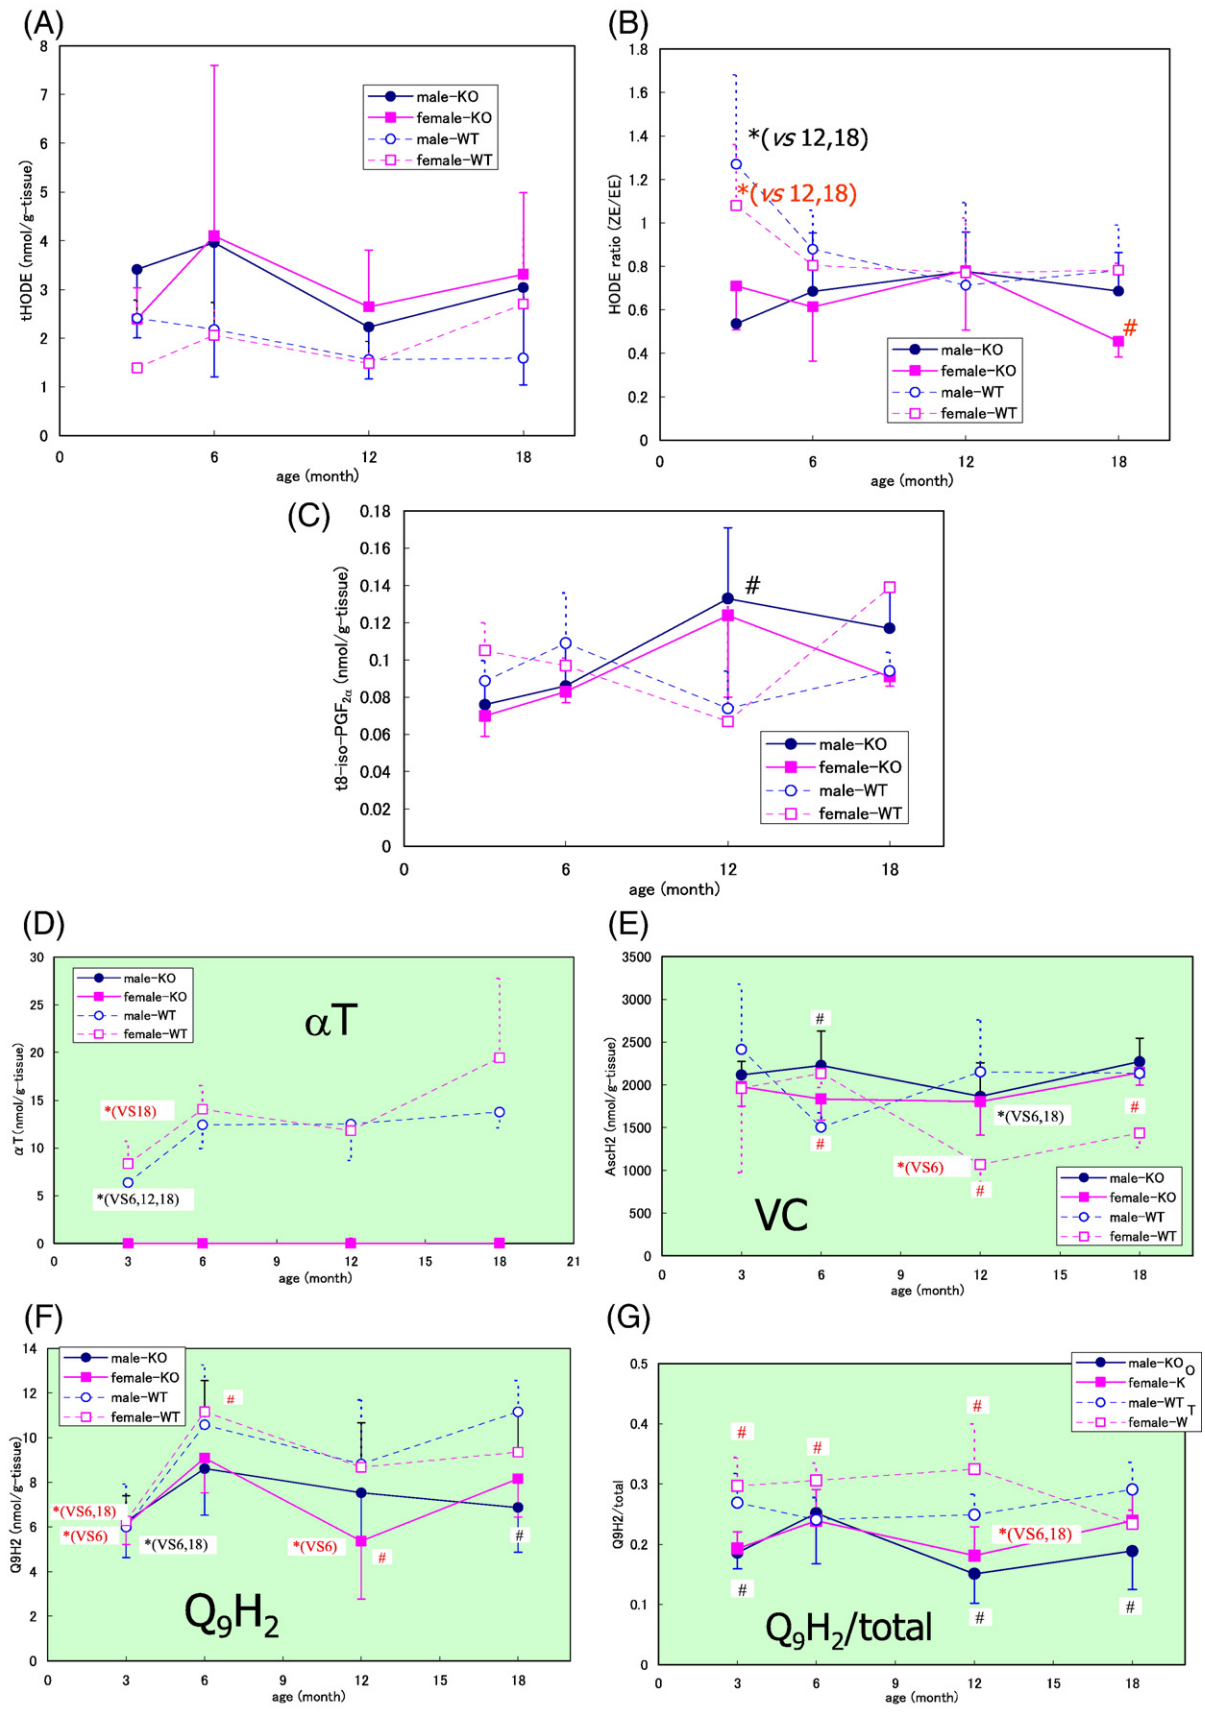 (A)
8
7
6
5
4
3
2
1
0
tHODE (nmol/g-tissue)
male-KO
female-KO
male-WT
female-WT
0 6 12 18
age (month)
(B)
1.8
1.6
1.4
1.2
1
0.8
0.6
0.4
0.2
0
HODE ratio (ZE/EE)
*(vs 12,18)
*(vs 12,18)
#
male-KO
female-KO
male-WT
female-WT
0 6 12 18
age (month)
(C)
0.18
0.16
0.14
0.12
0.1
0.08
0.06
0.04
0.02
0
t8-iso-PGF2α (nmol/g-tissue)
#
male-KO
female-KO
male-WT
female-WT
0 6 12 18
age (month)
(D)
30
25
20
15
10
5
0
αT (nmol/g-tissue)
male-KO
female-KO
male-WT
female-WT
αT
*(VS18)
*(VS6,12,18)
0 3 6 9 12 15 18 21
age (month)
(E)
3500
3000
2500
2000
1500
1000
500
0
AscH2 (nmol/g-tissue)
#
*(VS6,18)
#
#
*(VS6)
#
VC
male-KO
female-KO
male-WT
female-WT
0 3 6 9 12 15 18
age (month)
(F)
14
12
10
8
6
4
2
0
Q9H2 (nmol/g-tissue)
male-KO
female-KO
male-WT
female-WT
#
*(VS6,18)
*(VS6)
*(VS6,18)
*(VS6)
#
#
Q9H2
0 3 6 9 12 15 18
age (month)
(G)
0.5
0.4
0.3
0.2
0.1
0
Q9H2/total
male-KO O
female-K
male-WT T
female-W
#
#
#
*(VS6,18)
#
#
#
Q9H2/total
0 3 6 9 12 15 18
age (month)